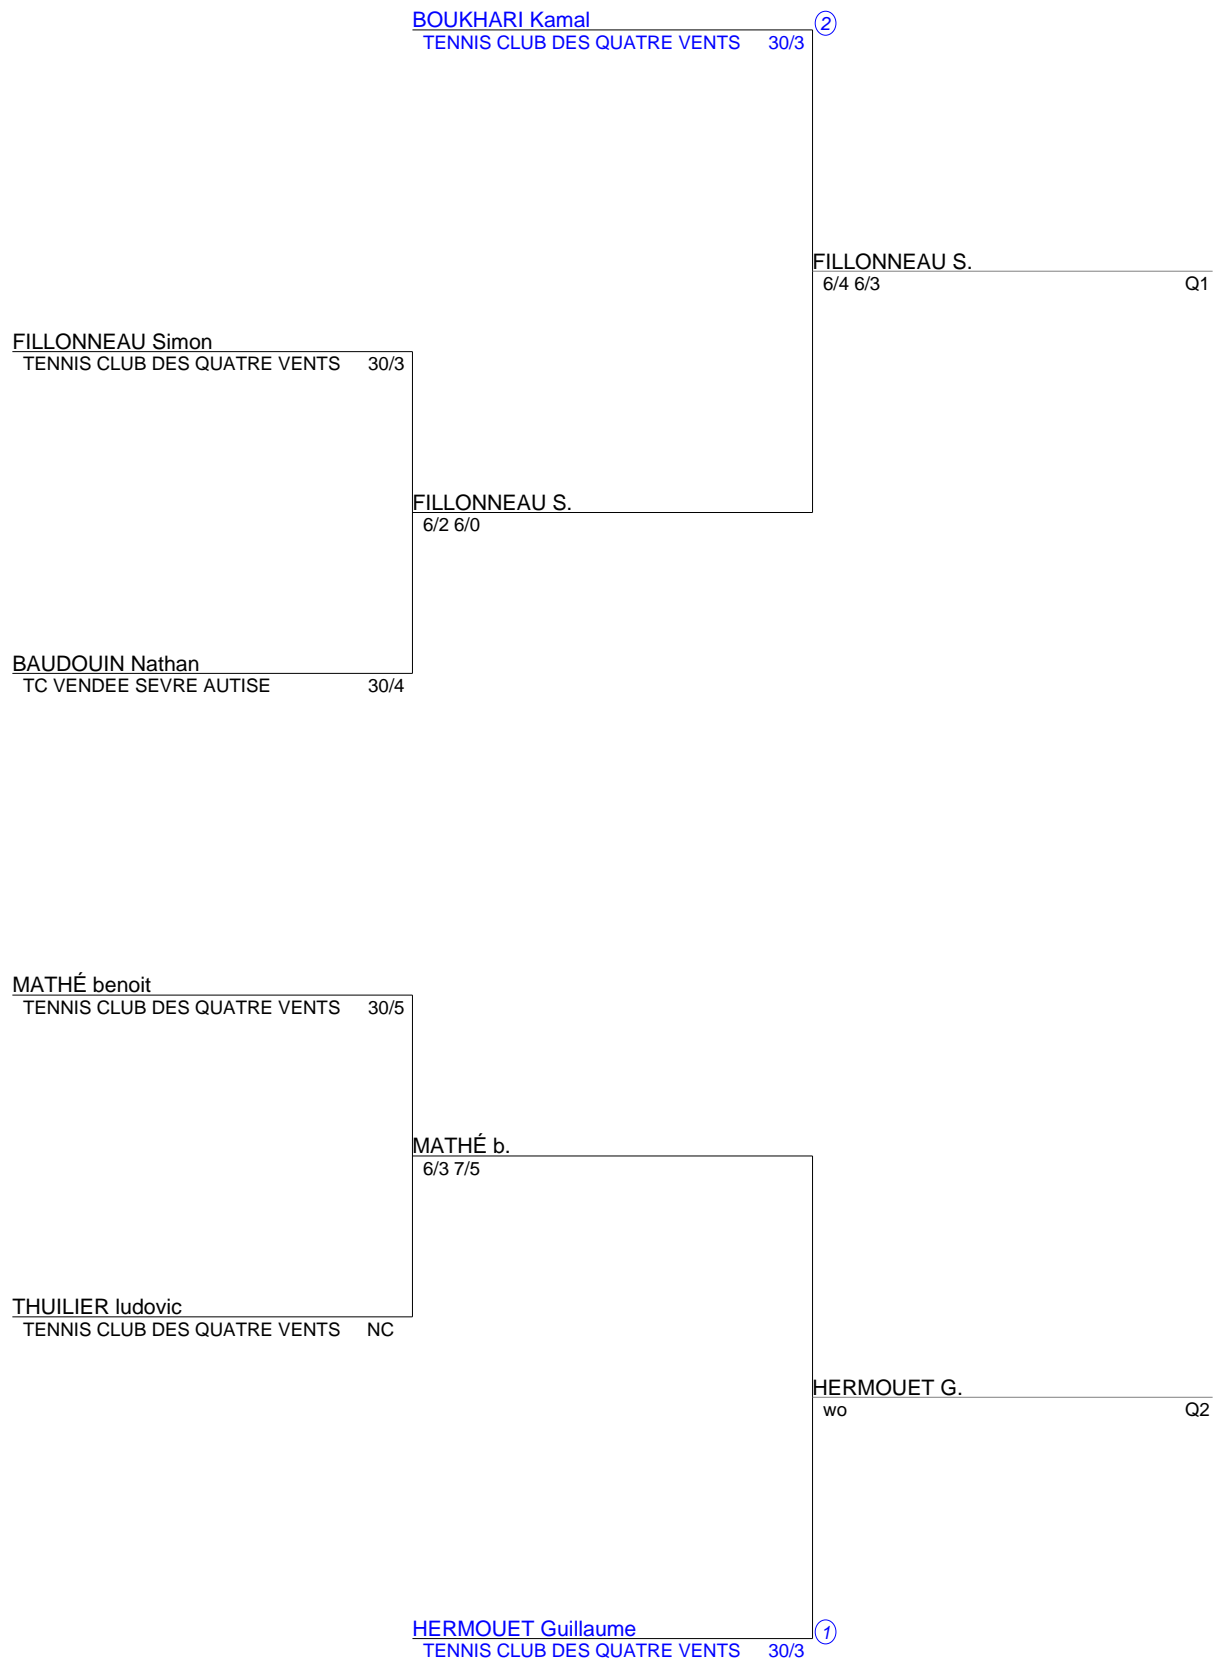 BOUKHARI Kamal 2
TENNIS CLUB DES QUATRE VENTS 30/3
FILLONNEAU S.
6/4 6/3 Q1
FILLONNEAU Simon
TENNIS CLUB DES QUATRE VENTS 30/3
FILLONNEAU S.
6/2 6/0
BAUDOUIN Nathan
TC VENDEE SEVRE AUTISE 30/4
MATHÉ benoit
TENNIS CLUB DES QUATRE VENTS 30/5
MATHÉ b.
6/3 7/5
THUILIER ludovic
TENNIS CLUB DES QUATRE VENTS NC
HERMOUET G.
wo Q2
HERMOUET Guillaume 1
TENNIS CLUB DES QUATRE VENTS 30/3